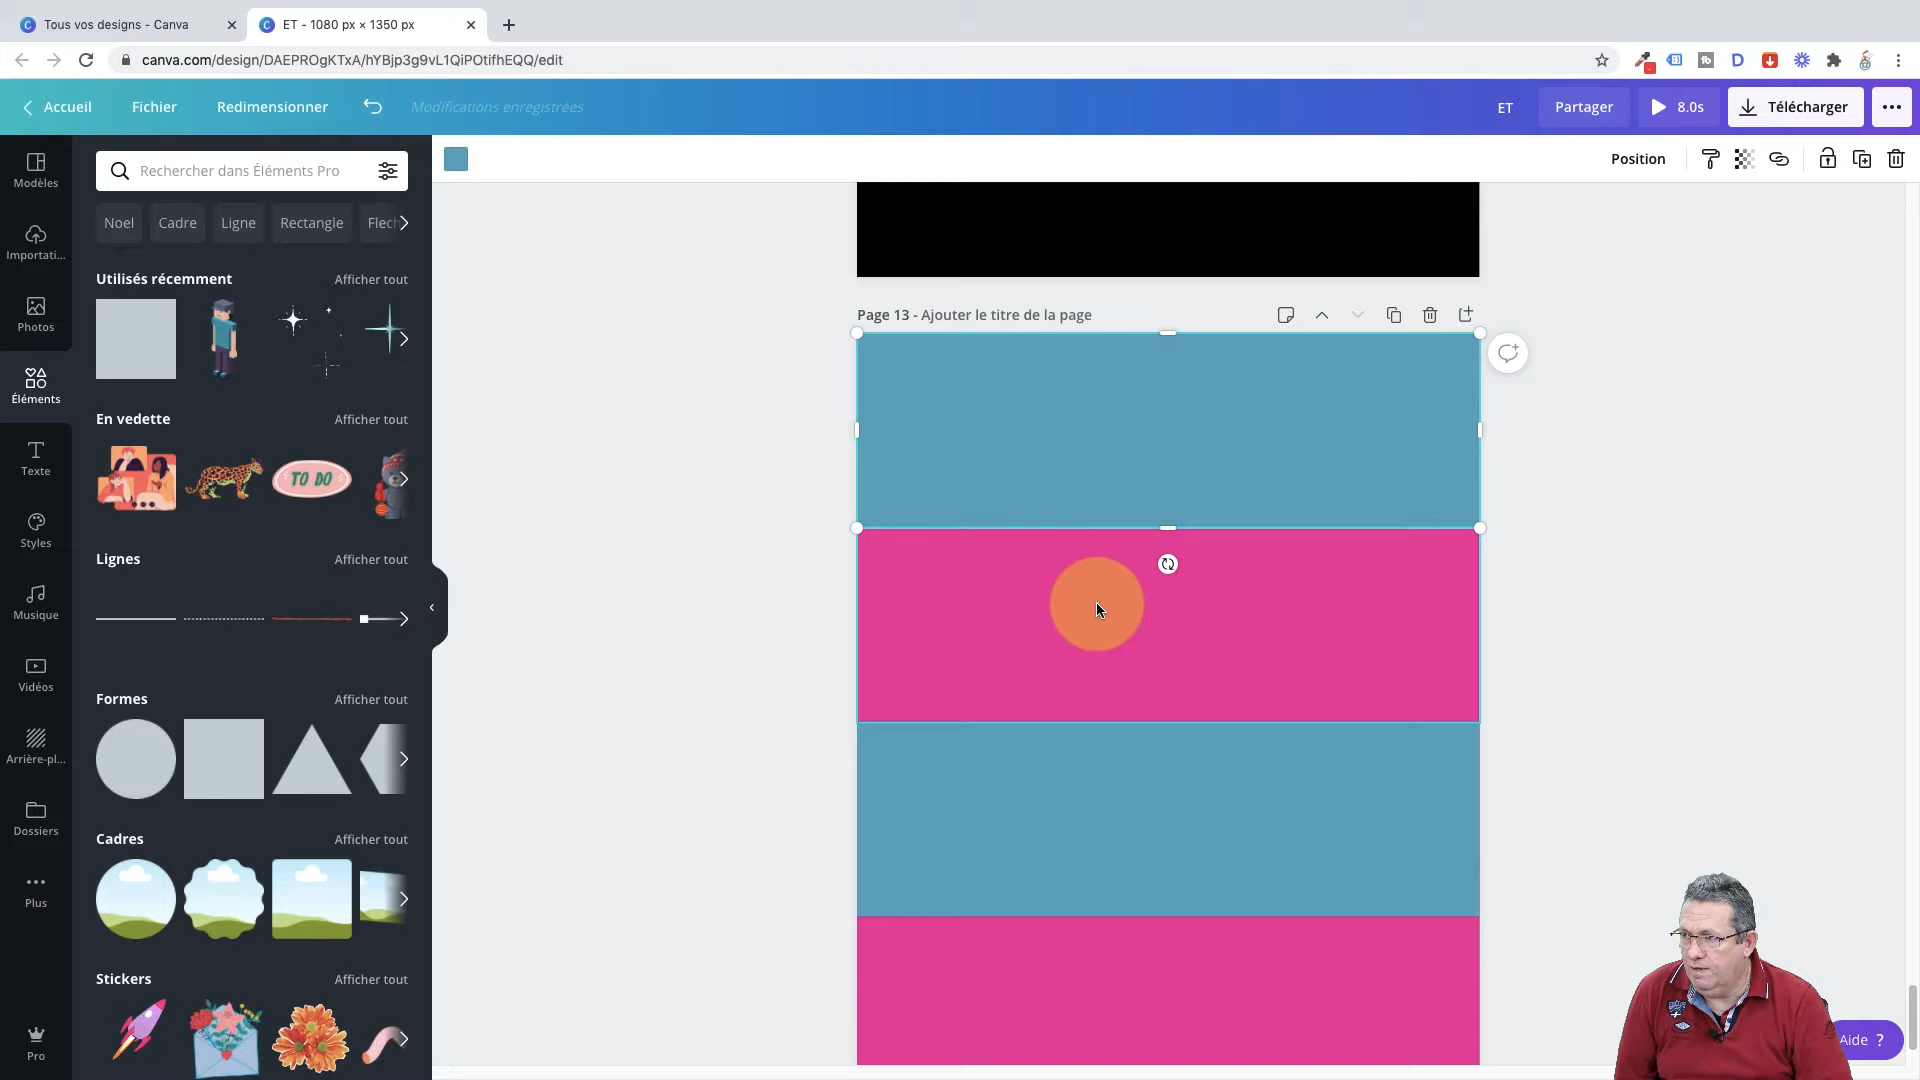 Tous vos designs - Canva
ET - 1080 px × 1350 px
canva.com/design/DAEPROgKTxA/hYBjp3g9vL1QiPOtifhEQQ/edit
Accueil
Fichier
Redimensionner
Modifications enregistrées
ET
Partager
8.0s
Télécharger
Modèles
Importati...
Photos
Éléments
Texte
Styles
Musique
Vidéos
Arrière-pl...
Dossiers
Plus
Pro
Rechercher dans Éléments Pro
Noel
Cadre
Ligne
Rectangle
Flech
Utilisés récemment
Afficher tout
En vedette
Afficher tout
TO DO
Lignes
Afficher tout
Formes
Afficher tout
Cadres
Afficher tout
Stickers
Afficher tout
Position
Page 13 - Ajouter le titre de la page
Aide ?